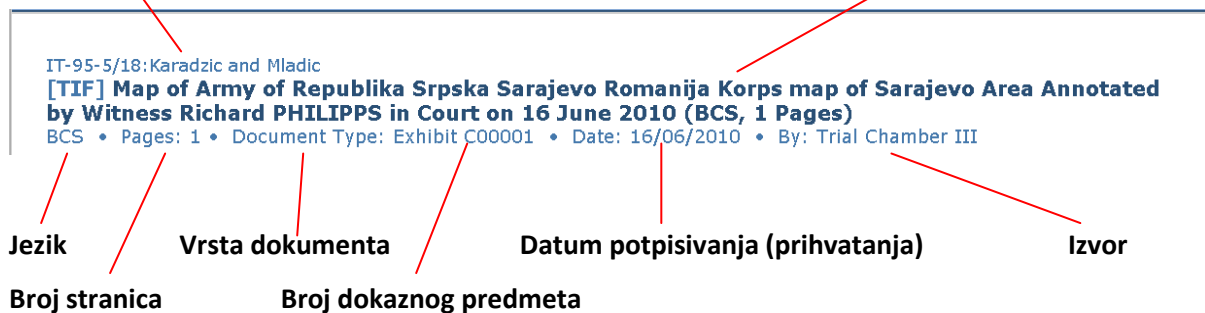 IT-95-5/18:Karadzic and Mladic
[TIF] Map of Army of Republika Srpska Sarajevo Romanija Korps map of Sarajevo Area Annotated
by Witness Richard PHILIPPS in Court on 16 June 2010 (BCS, 1 Pages)
BCS • Pages: 1 • Document Type: Exhibit C00001 • Date: 16/06/2010 • By: Trial Chamber III
Jezik Vrsta dokumenta Datum potpisivanja (prihvatanja) Izvor
Broj stranica Broj dokaznog predmeta